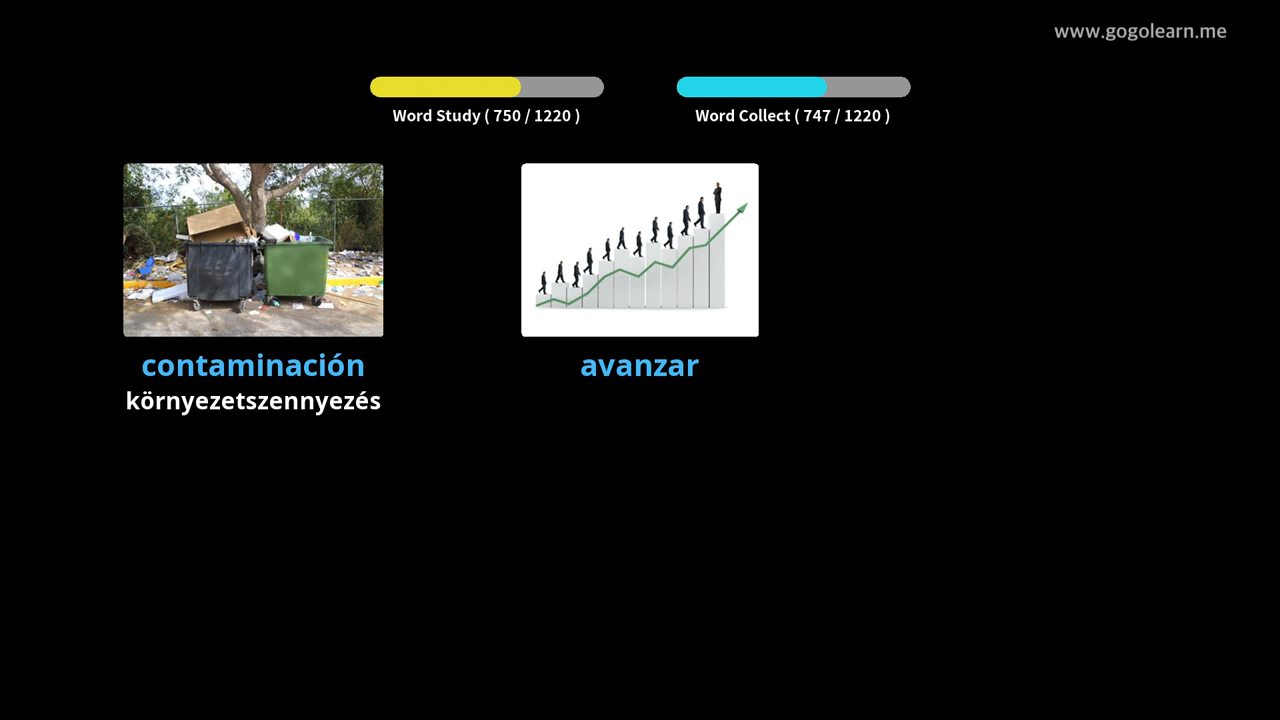 www.gogolearn.me
Word Study ( 750 / 1220 )
Word Collect ( 747 / 1220 )
contaminación
környezetszennyezés
avanzar